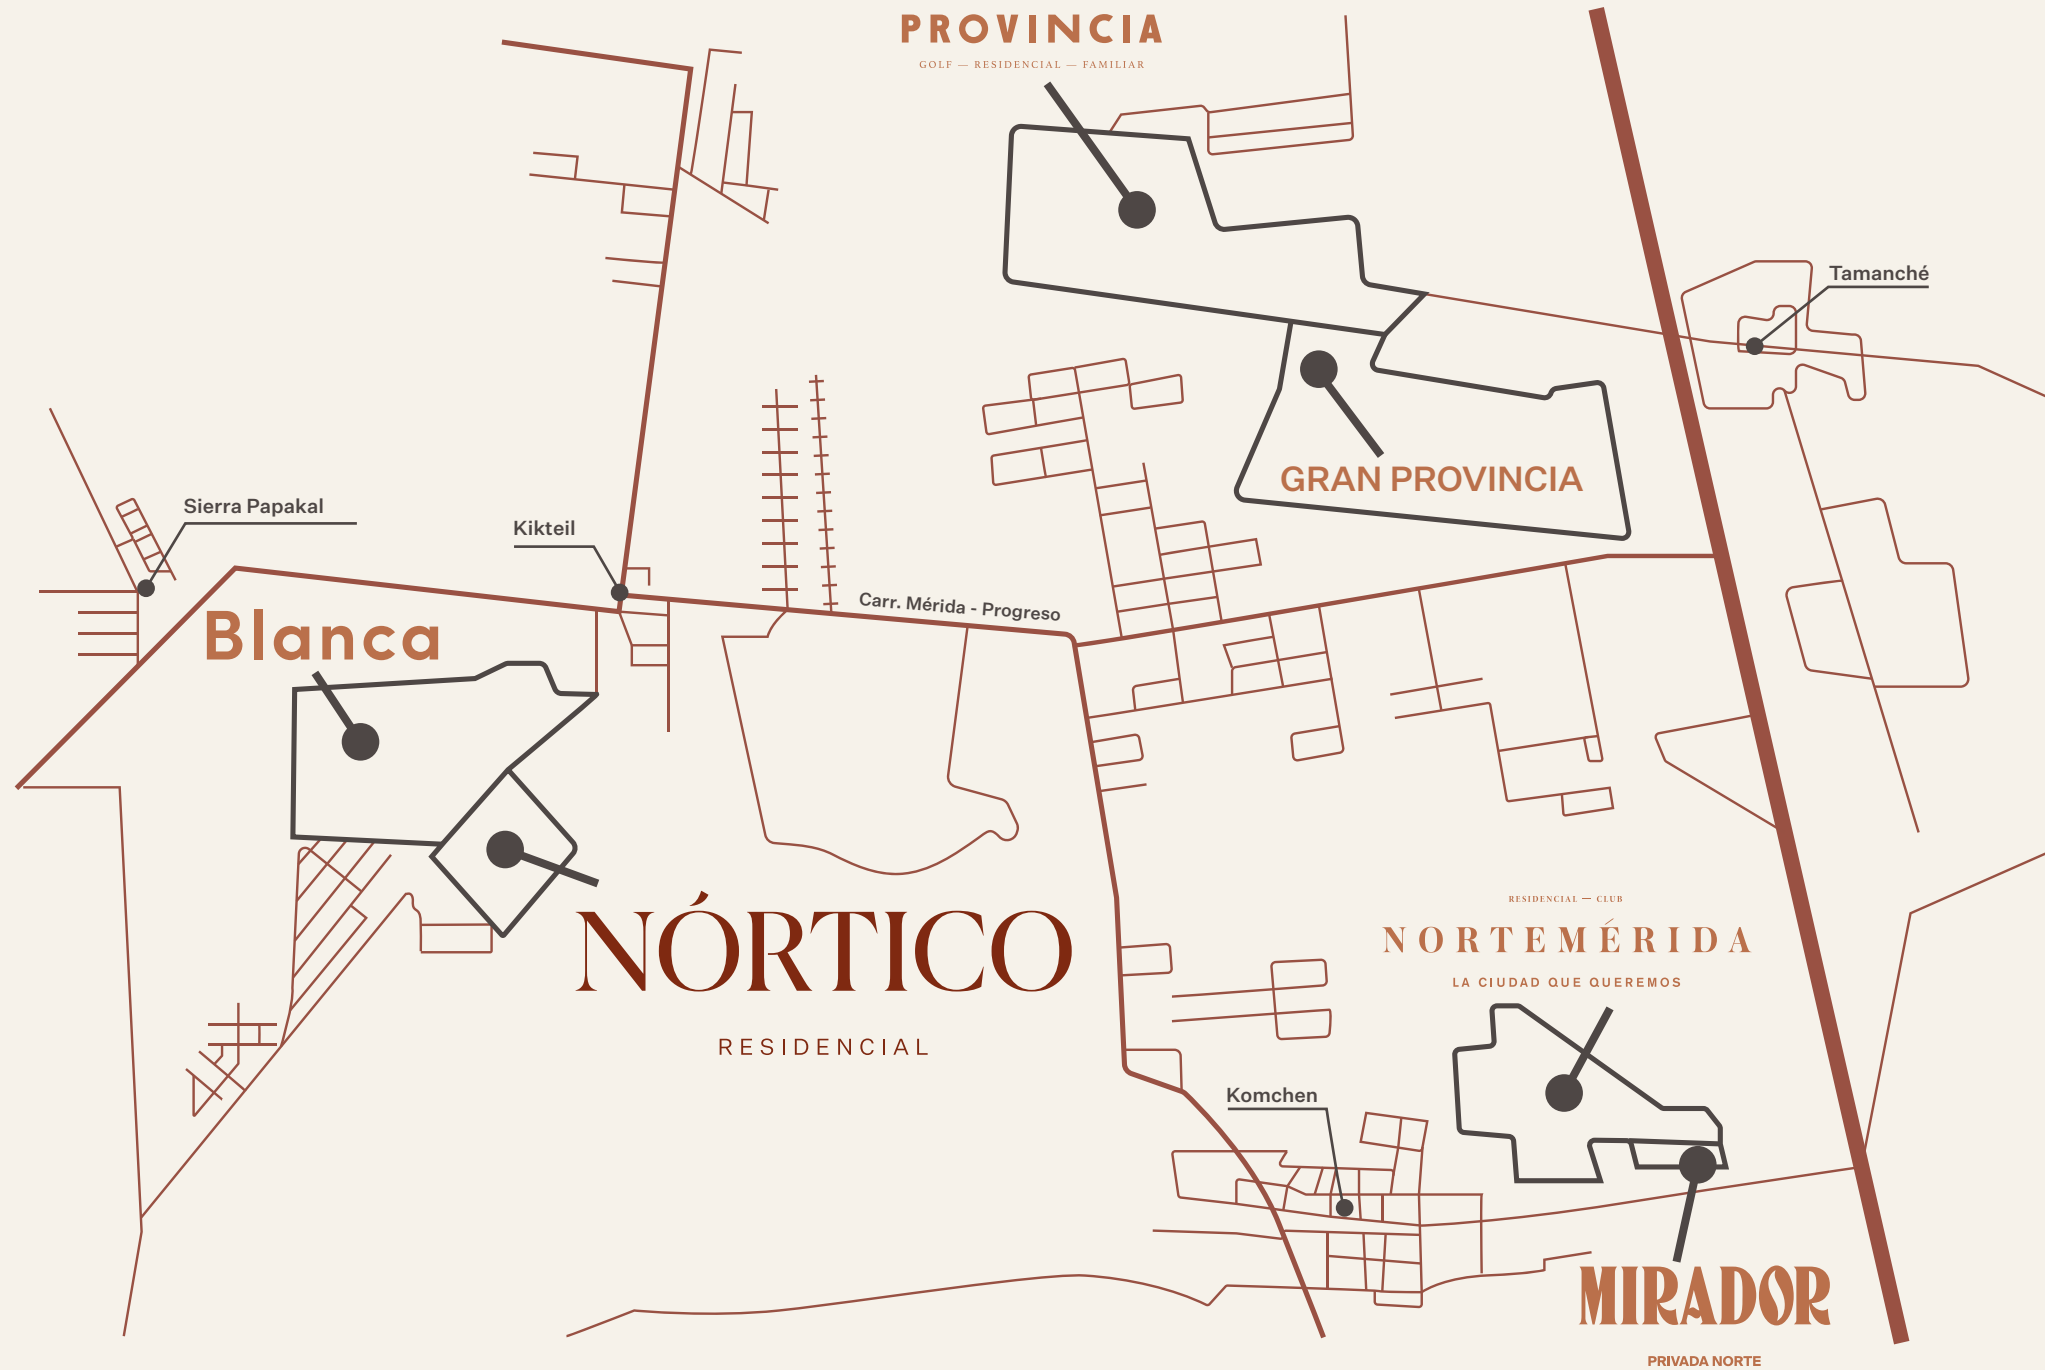 PROVINCIA
GOLF — RESIDENCIAL — FAMILIAR
Tamanché
GRAN PROVINCIA
Sierra Papakal
Kikteil
Carr. Mérida - Progreso
Blanca
NÓRTICO
RESIDENCIAL
RESIDENCIAL — CLUB
NORTEMÉRIDA
LA CIUDAD QUE QUEREMOS
Komchen
MIRADOR
PRIVADA NORTE